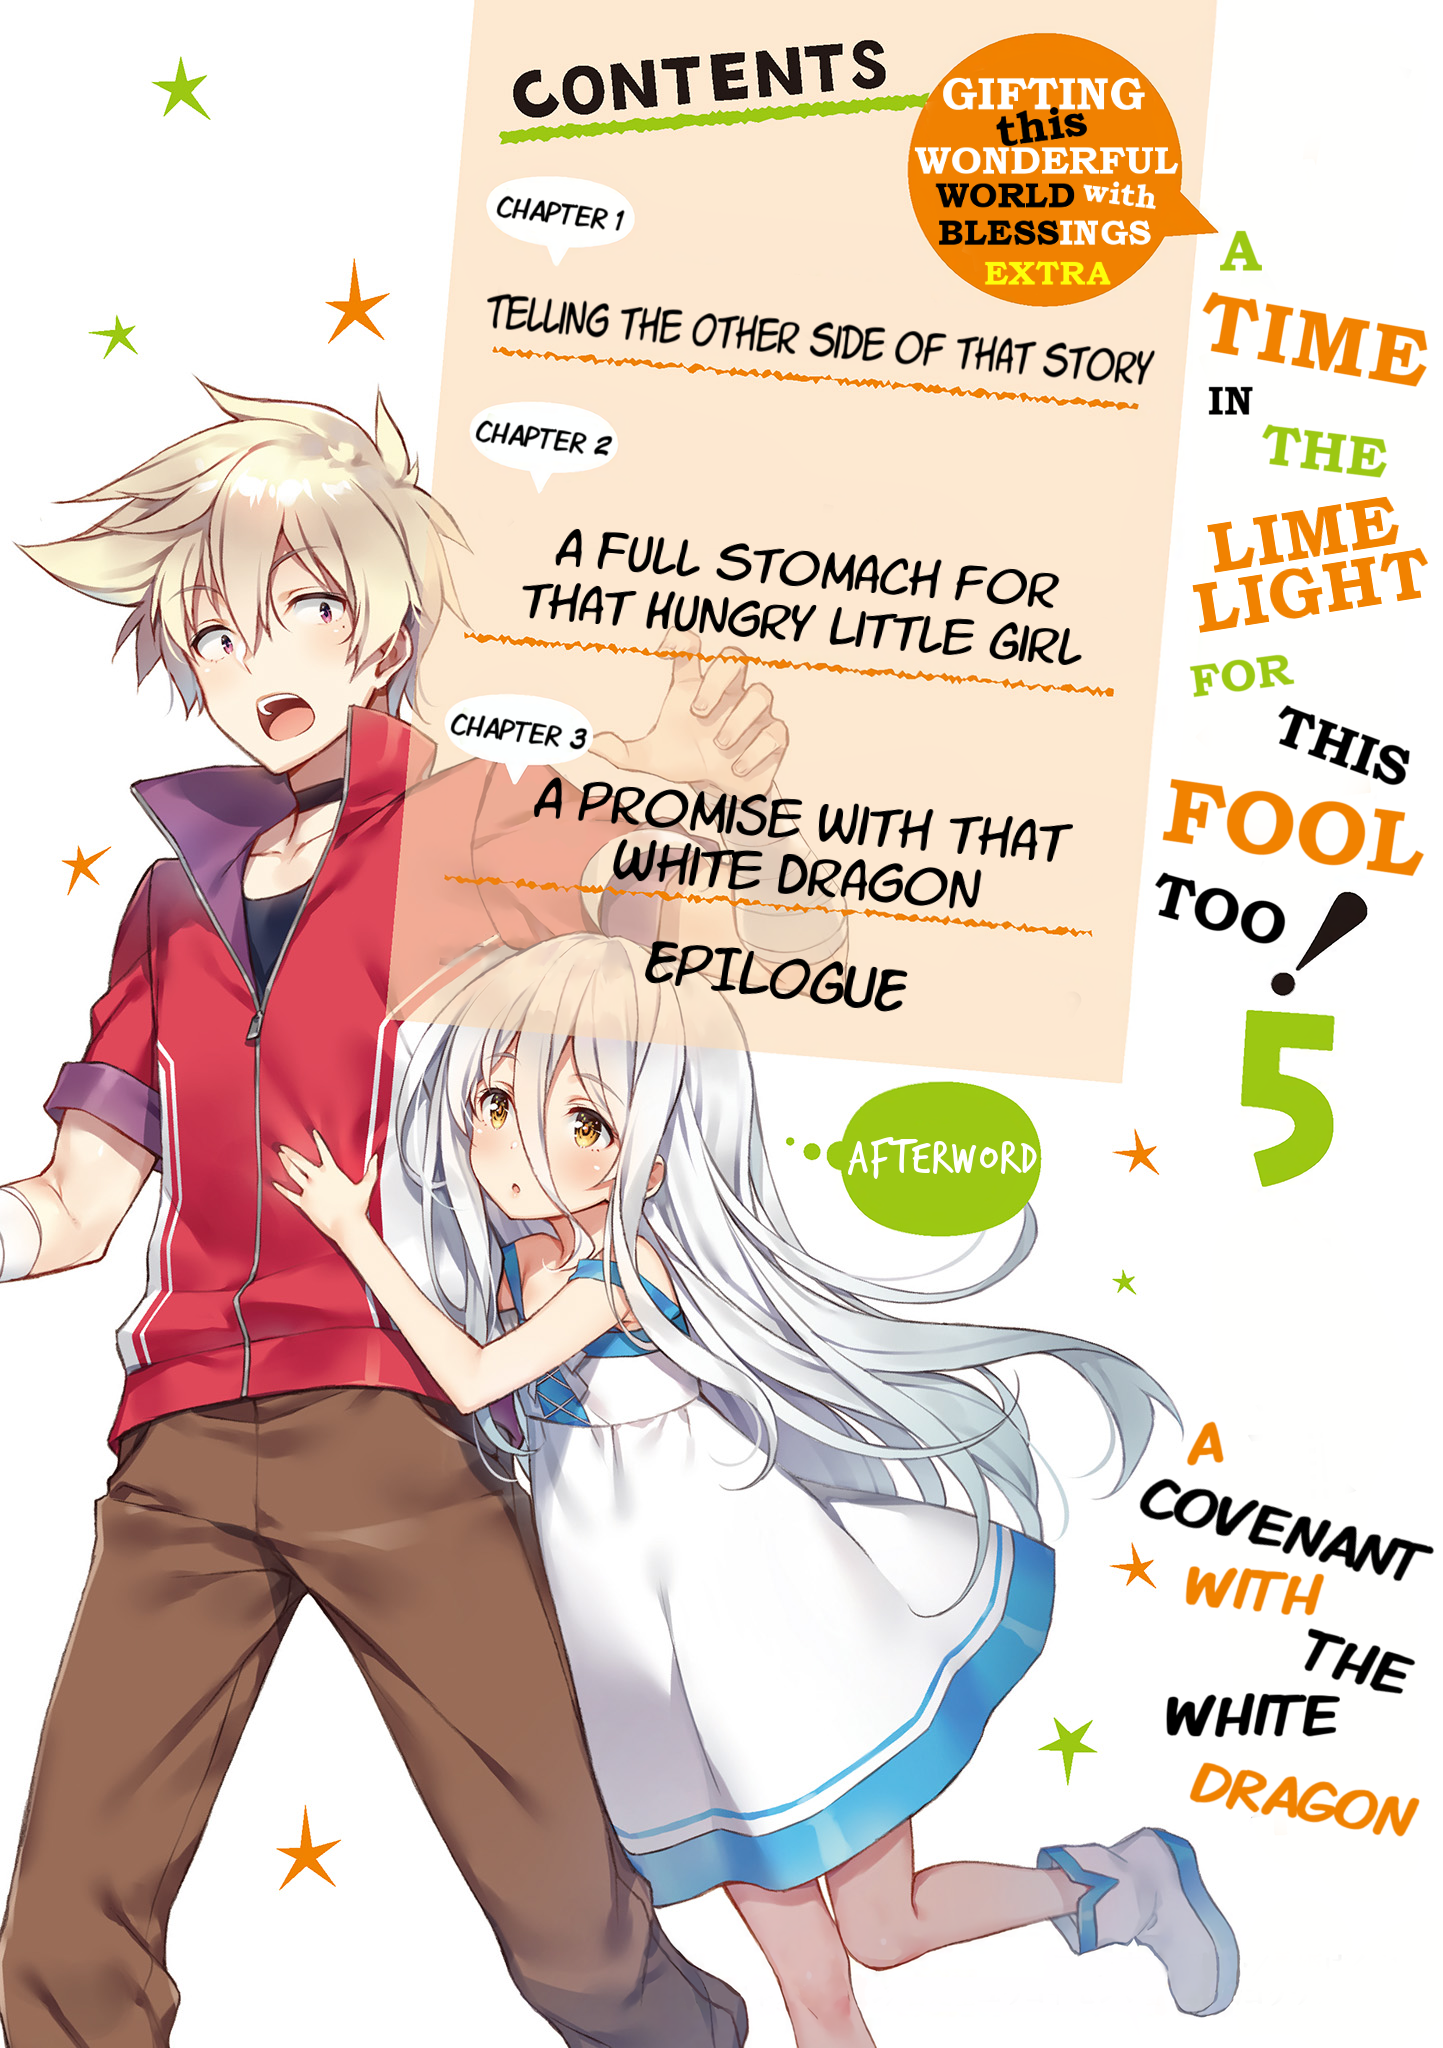 CONTENTS
GIFTING
this
WONDERFUL
WORLD with
BLESSINGS
EXTRA
CHAPTER 1
TELLING THE OTHER SIDE OF THAT STORY
CHAPTER 2
A FULL STOMACH FOR
THAT HUNGRY LITTLE GIRL
CHAPTER 3
A PROMISE WITH THAT
WHITE DRAGON
EPILOGUE
AFTERWORD
A
TIME
IN
THE
LIME
LIGHT
FOR
THIS
FOOL
TOO!
5
A
COVENANT
WITH
THE
WHITE
DRAGON